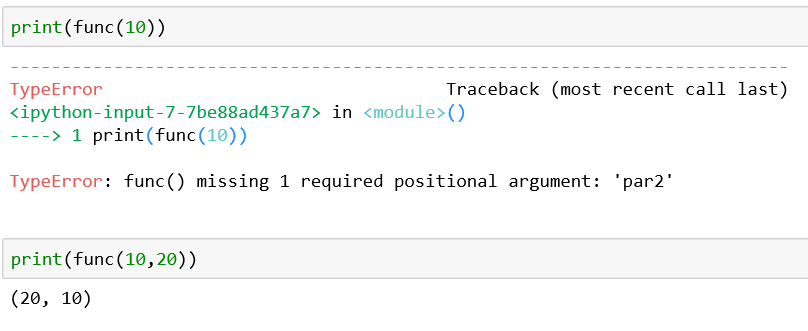 print(func(10))
---------------------------------------------------------------------------
TypeError                                 Traceback (most recent call last)
<ipython-input-7-7be88ad437a7> in <module>()
----> 1 print(func(10))

TypeError: func() missing 1 required positional argument: 'par2'
print(func(10,20))
(20, 10)